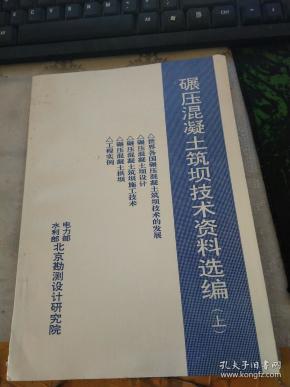 碾压混凝土筑坝技术资料选编(上)
△世界各国碾压混凝土筑坝技术的发展
△碾压混凝土坝设计
△碾压混凝土筑坝施工技术
△碾压混凝土拱坝
△工程实例
电力部
水利部
北京勘测设计研究院
孔夫子旧书网